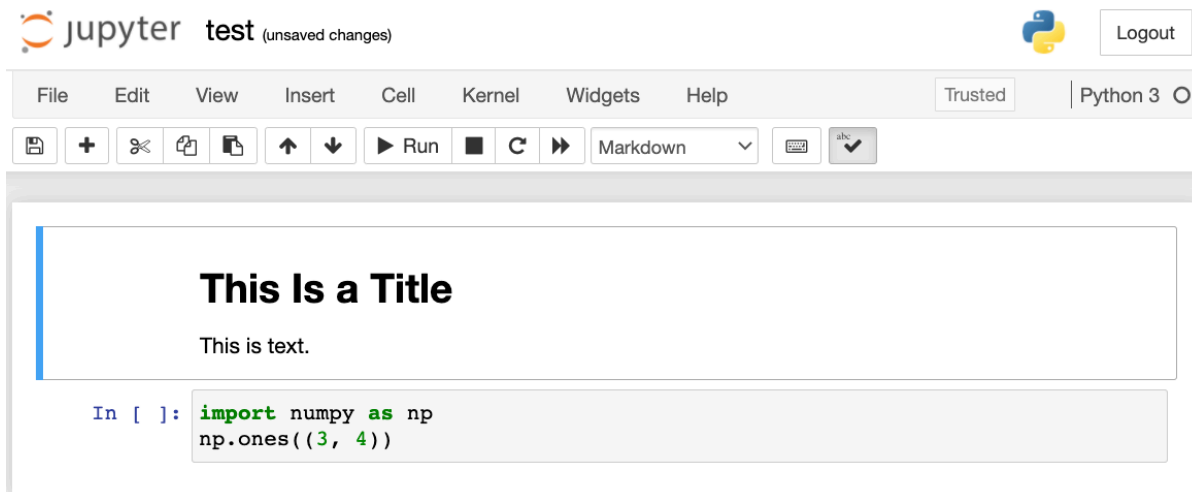 jupyter test (unsaved changes) Logout
File Edit View Insert Cell Kernel Widgets Help Trusted Python 3
Run Markdown abc
This Is a Title
This is text.
In [ ]: import numpy as np
np.ones((3, 4))